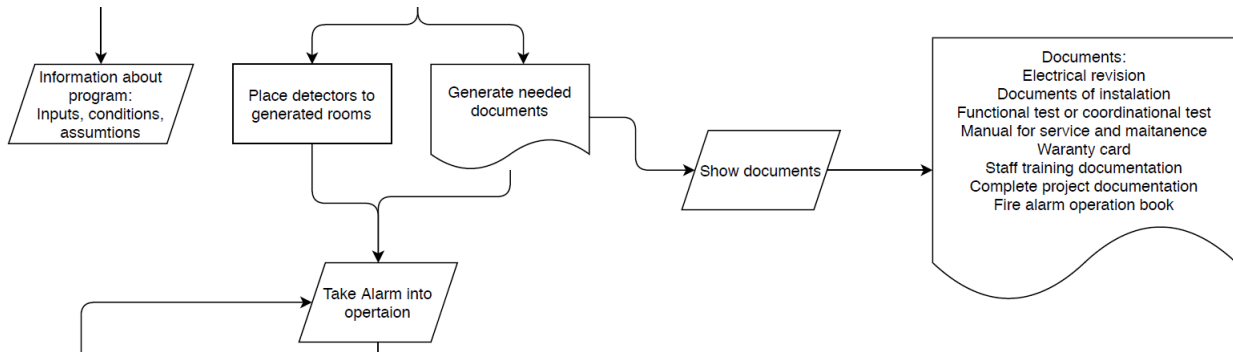 Information about
program:
Inputs, conditions,
assumtions
Place detectors to
generated rooms
Generate needed
documents
Show documents
Documents:
Electrical revision
Documents of instalation
Functional test or coordinational test
Manual for service and maitanence
Waranty card
Staff training documentation
Complete project documentation
Fire alarm operation book
Take Alarm into
opertaion